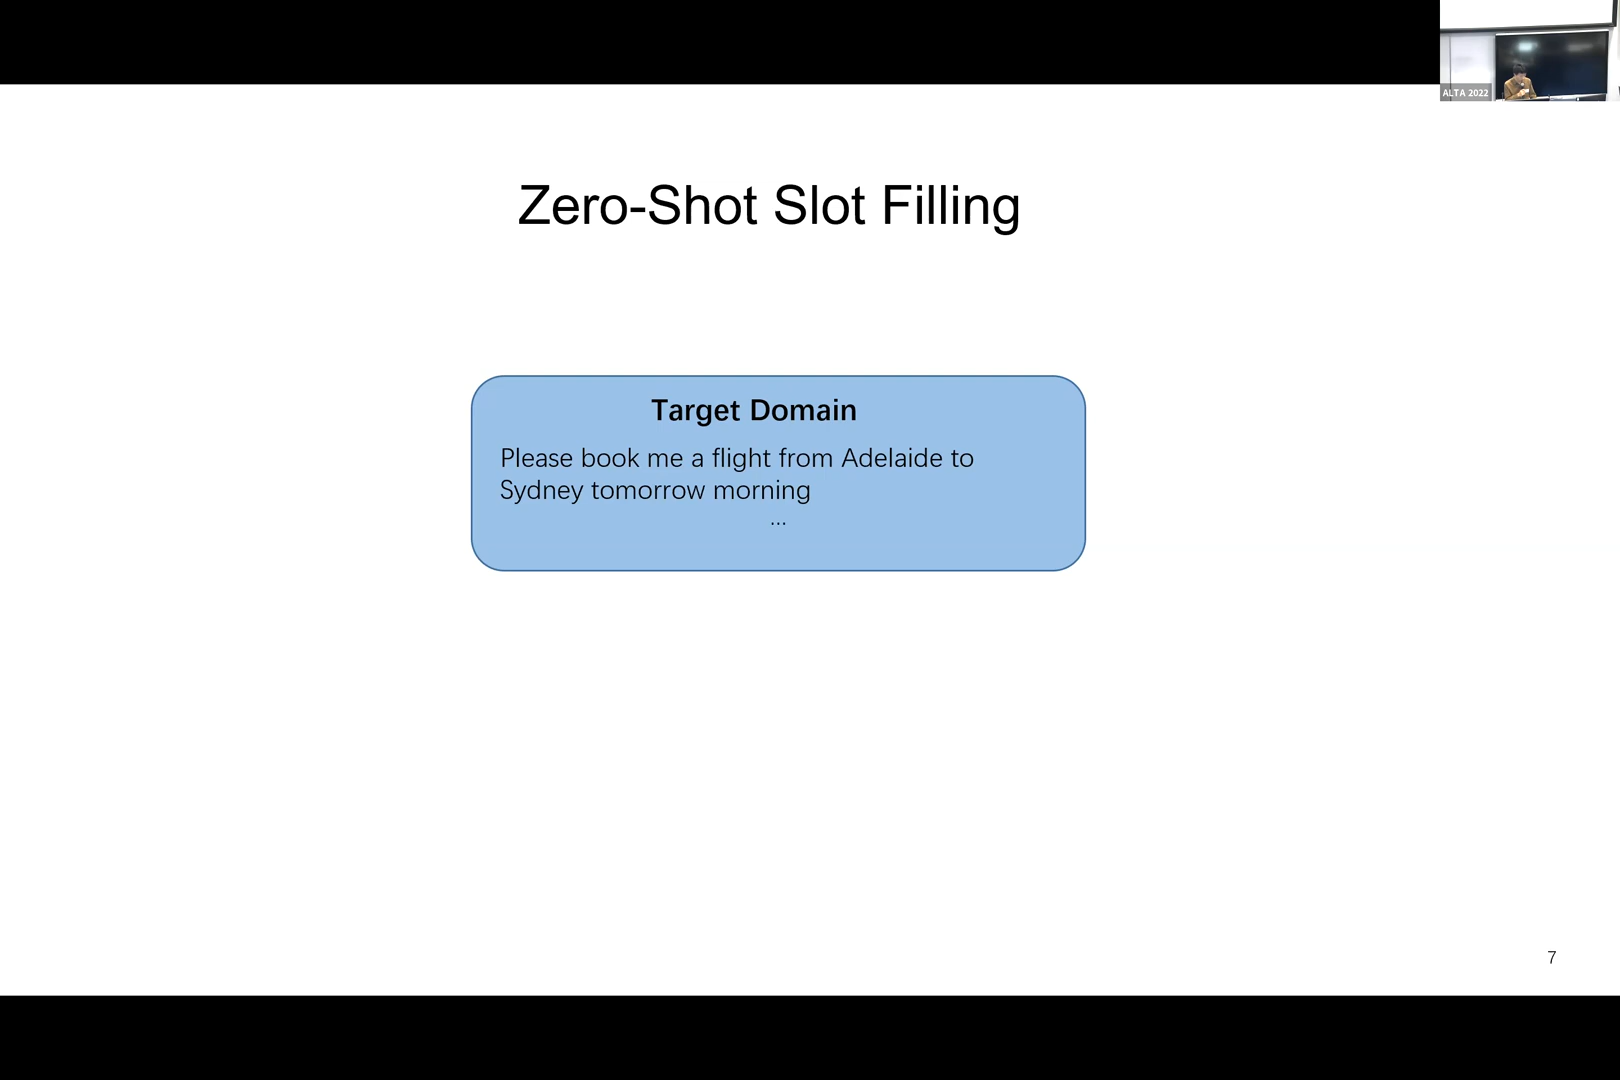 ALTA 2022
Zero-Shot Slot Filling
Target Domain
Please book me a flight from Adelaide to
Sydney tomorrow morning
...
7